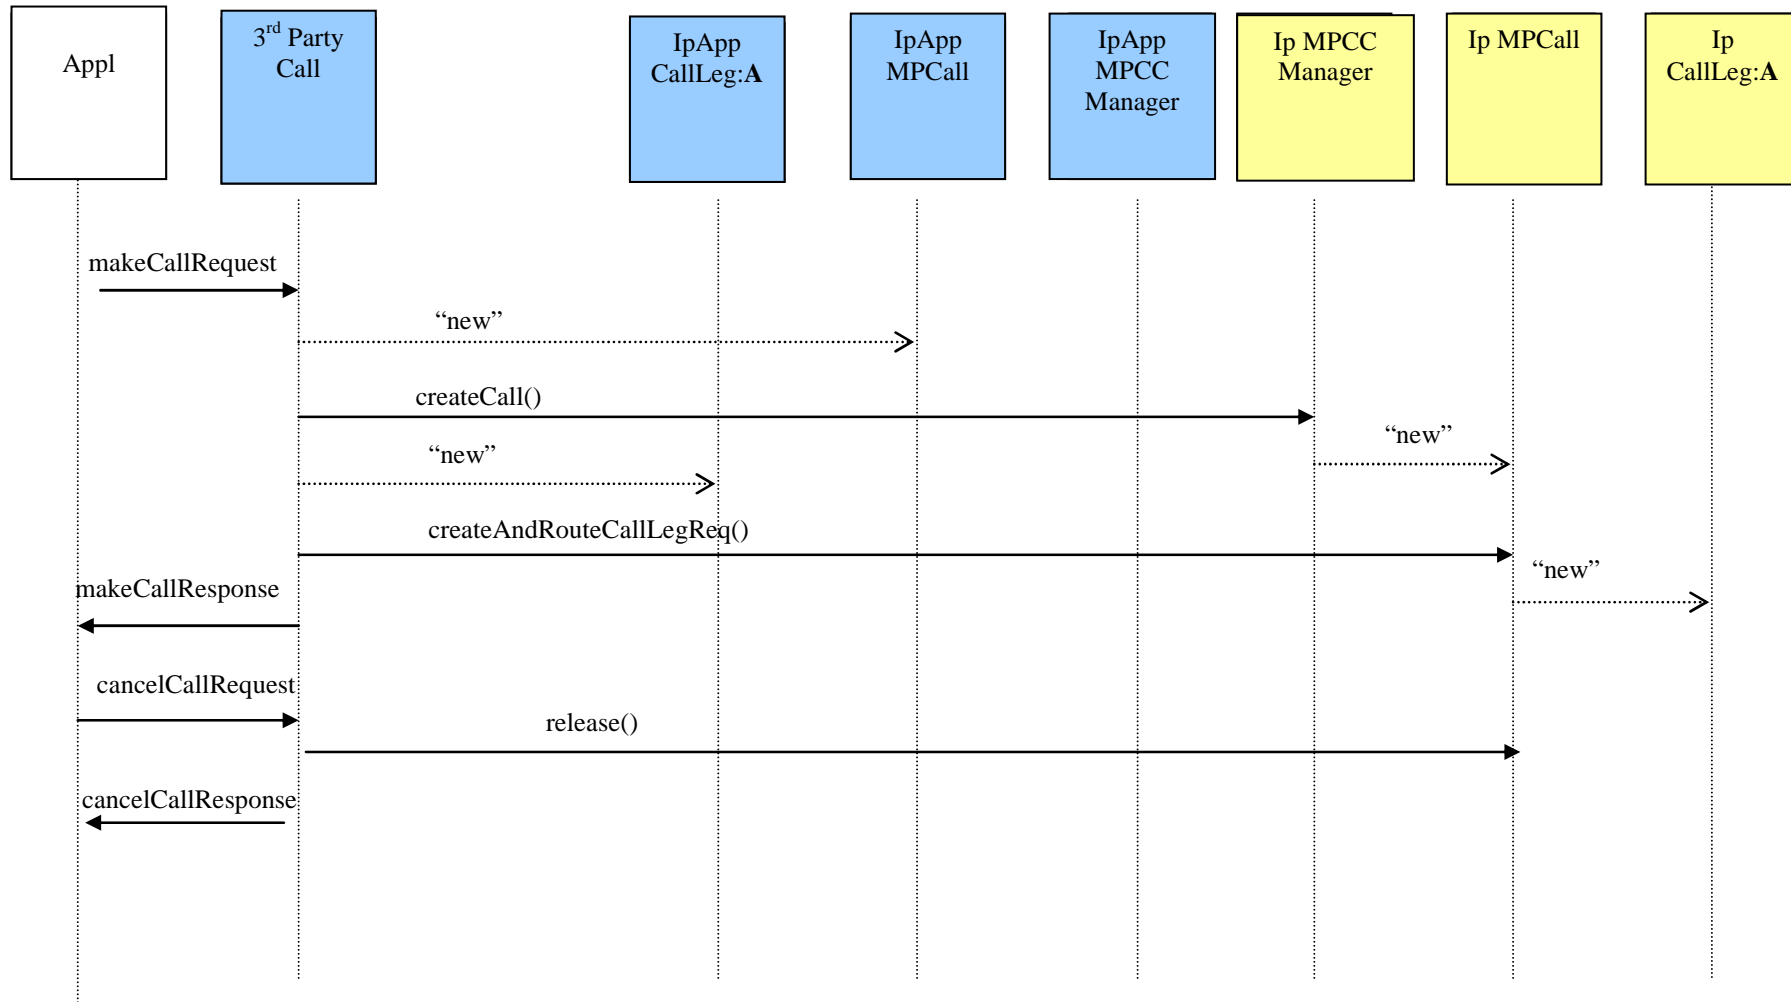 Appl
3rd Party
Call
IpApp
CallLeg:A
IpApp
MPCall
IpApp
MPCC
Manager
Ip MPCC
Manager
Ip MPCall
Ip
CallLeg:A
makeCallRequest
“new”
createCall()
“new”
“new”
createAndRouteCallLegReq()
“new”
makeCallResponse
cancelCallRequest
release()
cancelCallResponse